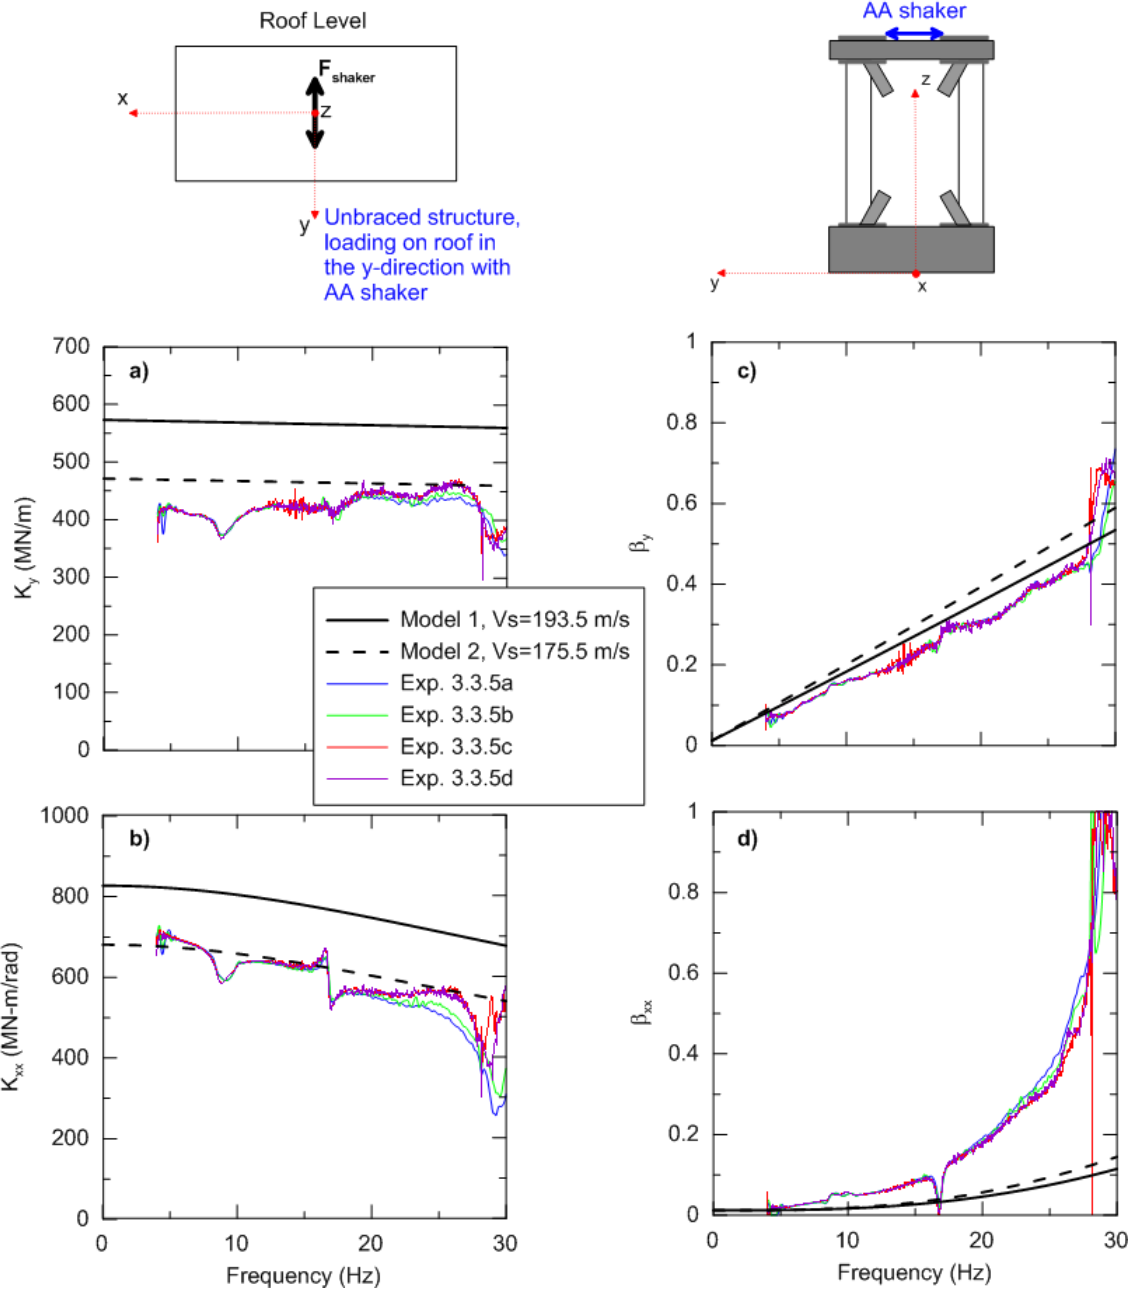 Roof Level
AA shaker
F shaker
x
z
y
Unbraced structure,
loading on roof in
the y-direction with
AA shaker
z
y
x
700
600
500
400
300
200
100
0
K_y (MN/m)
a)
1
0.8
0.6
0.4
0.2
0
β_y
c)
Model 1, Vs=193.5 m/s
Model 2, Vs=175.5 m/s
Exp. 3.3.5a
Exp. 3.3.5b
Exp. 3.3.5c
Exp. 3.3.5d
1000
800
600
400
200
0
K_xx (MN-m/rad)
b)
0
10
20
30
Frequency (Hz)
1
0.8
0.6
0.4
0.2
0
β_xx
d)
0
10
20
30
Frequency (Hz)